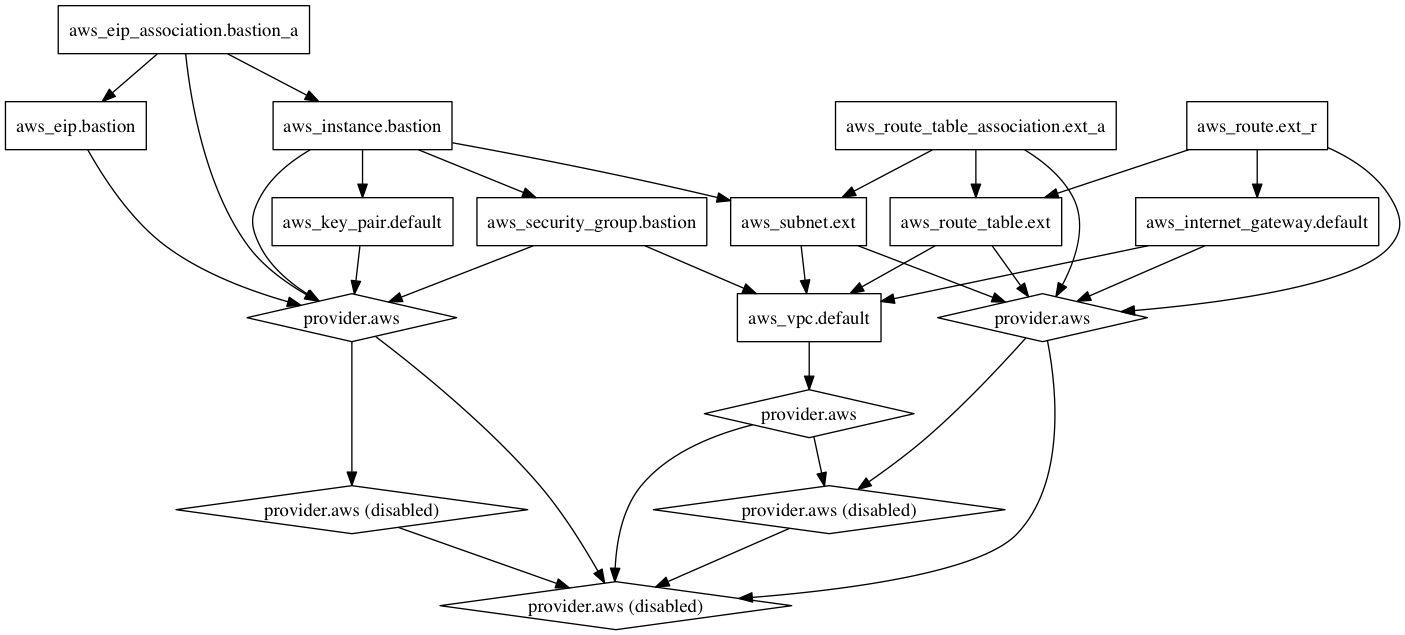 aws_eip_association.bastion_a
aws_eip.bastion
aws_instance.bastion
aws_route_table_association.ext_a
aws_route.ext_r
aws_key_pair.default
aws_security_group.bastion
aws_subnet.ext
aws_route_table.ext
aws_internet_gateway.default
provider.aws
aws_vpc.default
provider.aws
provider.aws
provider.aws (disabled)
provider.aws (disabled)
provider.aws (disabled)